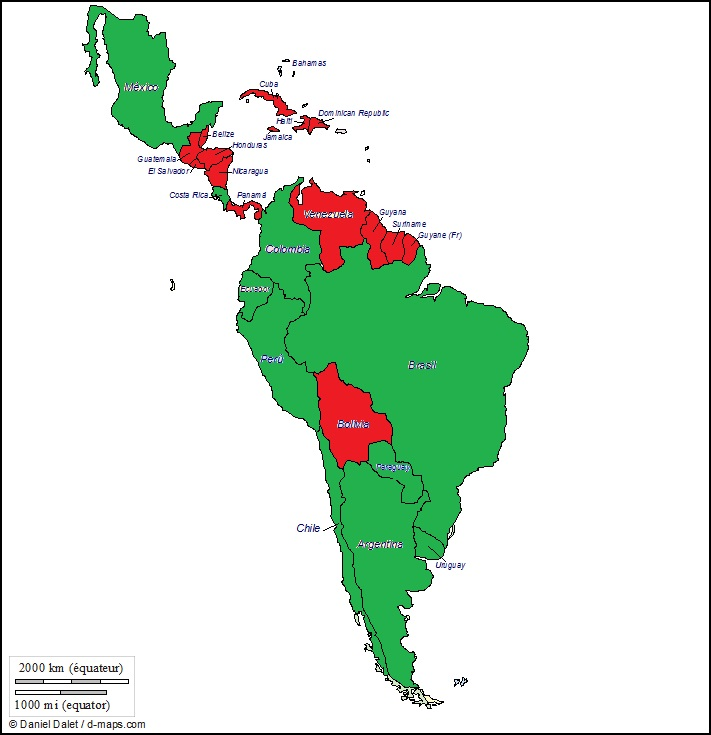 Bahamas
México
Cuba
Dominican Republic
Haiti
Jamaica
Belize
Honduras
Guatemala
El Salvador
Nicaragua
Costa Rica
Panamá
Venezuela
Guyana
Suriname
Guyane (Fr)
Colombia
Ecuador
Perú
Brasil
Bolivia
Paraguay
Chile
Argentina
Uruguay
2000 km (équateur)
1000 mi (equator)
© Daniel Dalet / d-maps.com